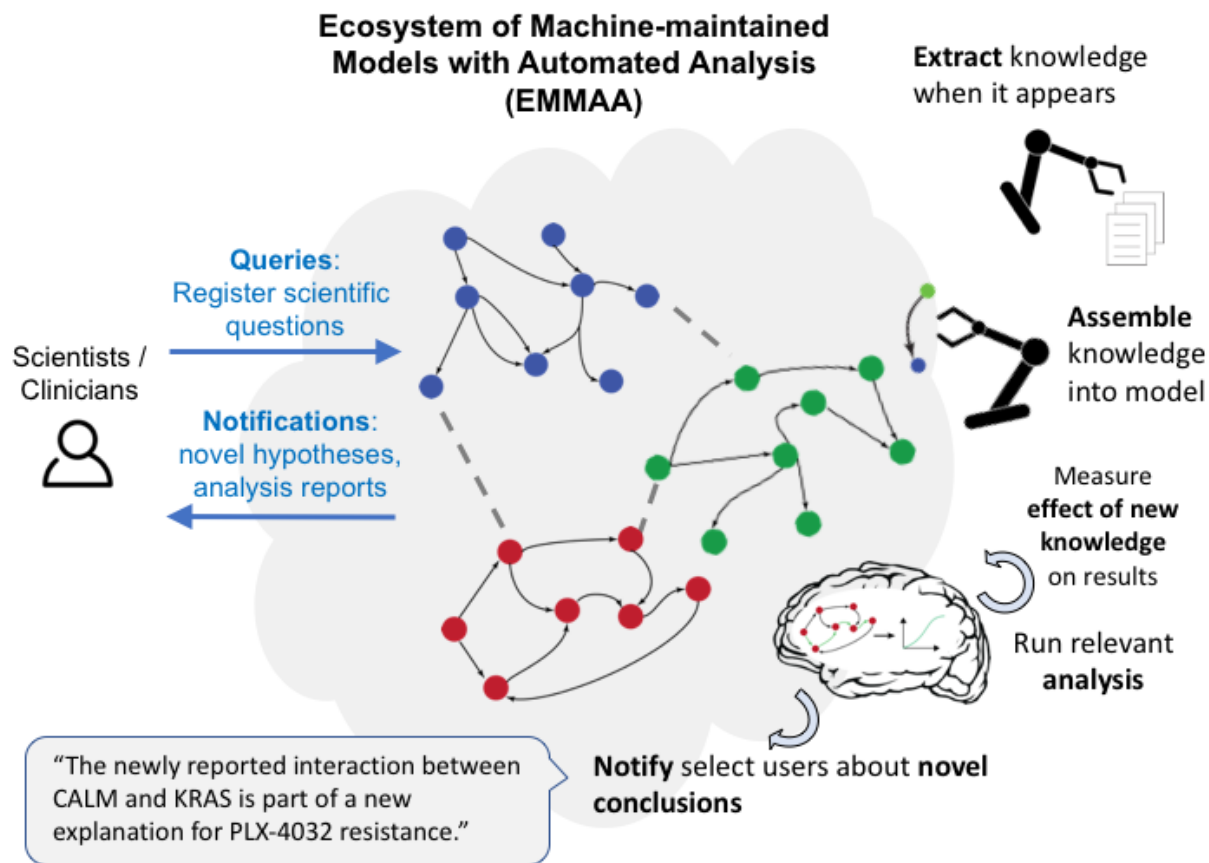 Ecosystem of Machine-maintained
Models with Automated Analysis
(EMMAA)
Extract knowledge
when it appears
Queries:
Register scientific
questions
Scientists /
Clinicians
Notifications:
novel hypotheses,
analysis reports
Assemble
knowledge
into model
Measure
effect of new
knowledge
on results
Run relevant
analysis
Notify select users about novel
conclusions
“The newly reported interaction between
CALM and KRAS is part of a new
explanation for PLX-4032 resistance.”